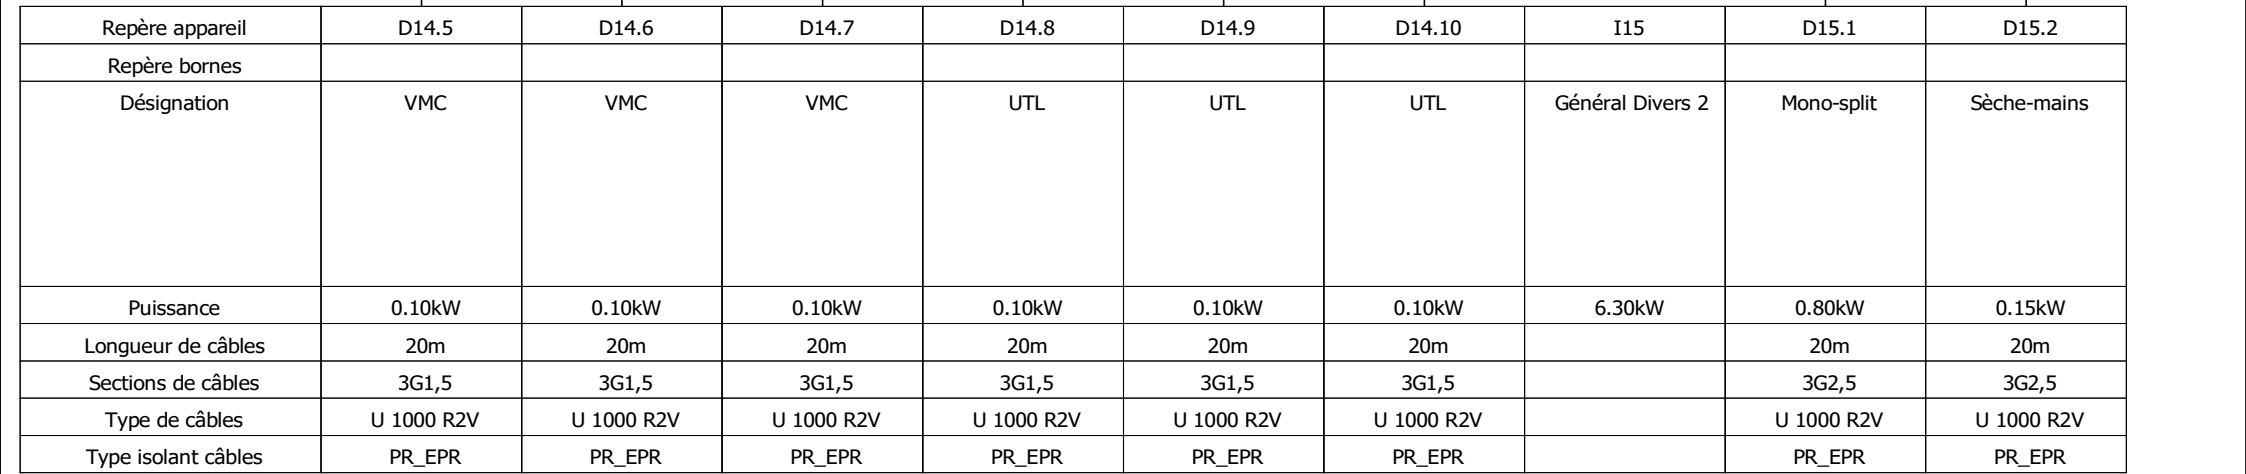 Repère appareil D14.5 D14.6 D14.7 D14.8 D14.9 D14.10 I15 D15.1 D15.2
Repère bornes
Désignation VMC VMC VMC UTL UTL UTL Général Divers 2 Mono-split Sèche-mains
Puissance 0.10kW 0.10kW 0.10kW 0.10kW 0.10kW 0.10kW 6.30kW 0.80kW 0.15kW
Longueur de câbles 20m 20m 20m 20m 20m 20m 20m 20m
Sections de câbles 3G1,5 3G1,5 3G1,5 3G1,5 3G1,5 3G1,5 3G2,5 3G2,5
Type de câbles U 1000 R2V U 1000 R2V U 1000 R2V U 1000 R2V U 1000 R2V U 1000 R2V U 1000 R2V U 1000 R2V
Type isolant câbles PR_EPR PR_EPR PR_EPR PR_EPR PR_EPR PR_EPR PR_EPR PR_EPR